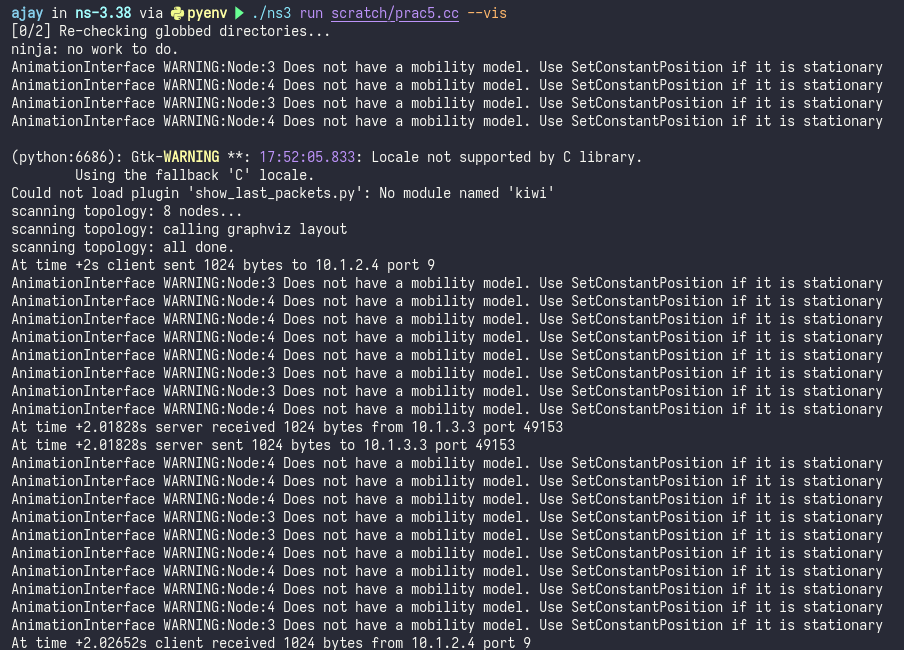 ajay in ns-3.38 via pyenv ./ns3 run scratch/prac5.cc --vis
[0/2] Re-checking globbed directories...
ninja: no work to do.
AnimationInterface WARNING:Node:3 Does not have a mobility model. Use SetConstantPosition if it is stationary
AnimationInterface WARNING:Node:4 Does not have a mobility model. Use SetConstantPosition if it is stationary
AnimationInterface WARNING:Node:3 Does not have a mobility model. Use SetConstantPosition if it is stationary
AnimationInterface WARNING:Node:4 Does not have a mobility model. Use SetConstantPosition if it is stationary
(python:6686): Gtk-WARNING **: 17:52:05.833: Locale not supported by C library.
Using the fallback 'C' locale.
Could not load plugin 'show_last_packets.py': No module named 'kiwi'
scanning topology: 8 nodes...
scanning topology: calling graphviz layout
scanning topology: all done.
At time +2s client sent 1024 bytes to 10.1.2.4 port 9
AnimationInterface WARNING:Node:3 Does not have a mobility model. Use SetConstantPosition if it is stationary
AnimationInterface WARNING:Node:4 Does not have a mobility model. Use SetConstantPosition if it is stationary
AnimationInterface WARNING:Node:4 Does not have a mobility model. Use SetConstantPosition if it is stationary
AnimationInterface WARNING:Node:4 Does not have a mobility model. Use SetConstantPosition if it is stationary
AnimationInterface WARNING:Node:4 Does not have a mobility model. Use SetConstantPosition if it is stationary
AnimationInterface WARNING:Node:3 Does not have a mobility model. Use SetConstantPosition if it is stationary
AnimationInterface WARNING:Node:3 Does not have a mobility model. Use SetConstantPosition if it is stationary
AnimationInterface WARNING:Node:4 Does not have a mobility model. Use SetConstantPosition if it is stationary
At time +2.01828s server received 1024 bytes from 10.1.3.3 port 49153
At time +2.01828s server sent 1024 bytes to 10.1.3.3 port 49153
AnimationInterface WARNING:Node:4 Does not have a mobility model. Use SetConstantPosition if it is stationary
AnimationInterface WARNING:Node:4 Does not have a mobility model. Use SetConstantPosition if it is stationary
AnimationInterface WARNING:Node:4 Does not have a mobility model. Use SetConstantPosition if it is stationary
AnimationInterface WARNING:Node:3 Does not have a mobility model. Use SetConstantPosition if it is stationary
AnimationInterface WARNING:Node:3 Does not have a mobility model. Use SetConstantPosition if it is stationary
AnimationInterface WARNING:Node:4 Does not have a mobility model. Use SetConstantPosition if it is stationary
AnimationInterface WARNING:Node:4 Does not have a mobility model. Use SetConstantPosition if it is stationary
AnimationInterface WARNING:Node:4 Does not have a mobility model. Use SetConstantPosition if it is stationary
AnimationInterface WARNING:Node:4 Does not have a mobility model. Use SetConstantPosition if it is stationary
AnimationInterface WARNING:Node:3 Does not have a mobility model. Use SetConstantPosition if it is stationary
At time +2.02652s client received 1024 bytes from 10.1.2.4 port 9